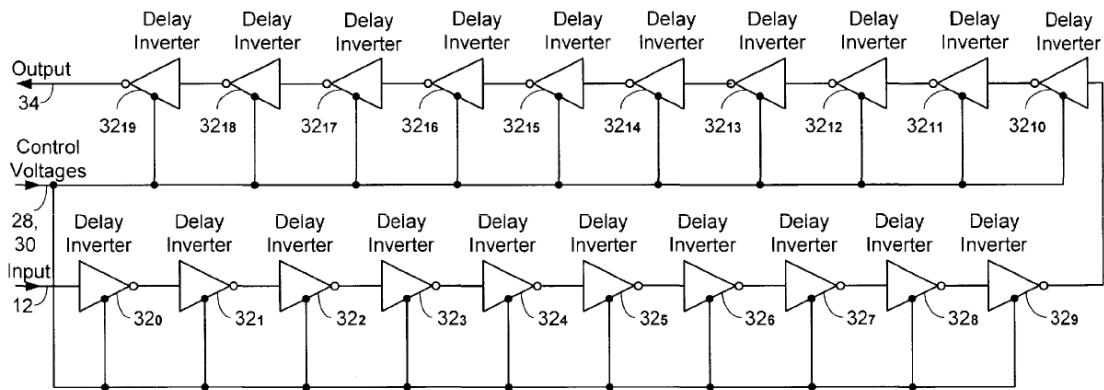 Delay Delay Delay Delay Delay Delay Delay Delay Delay Delay
Inverter Inverter Inverter Inverter Inverter Inverter Inverter Inverter Inverter Inverter
Output
34
3219 3218 3217 3216 3215 3214 3213 3212 3211 3210
Control
Voltages
28,
30
Delay Delay Delay Delay Delay Delay Delay Delay Delay Delay
Inverter Inverter Inverter Inverter Inverter Inverter Inverter Inverter Inverter Inverter
Input
12
320 321 322 323 324 325 326 327 328 329